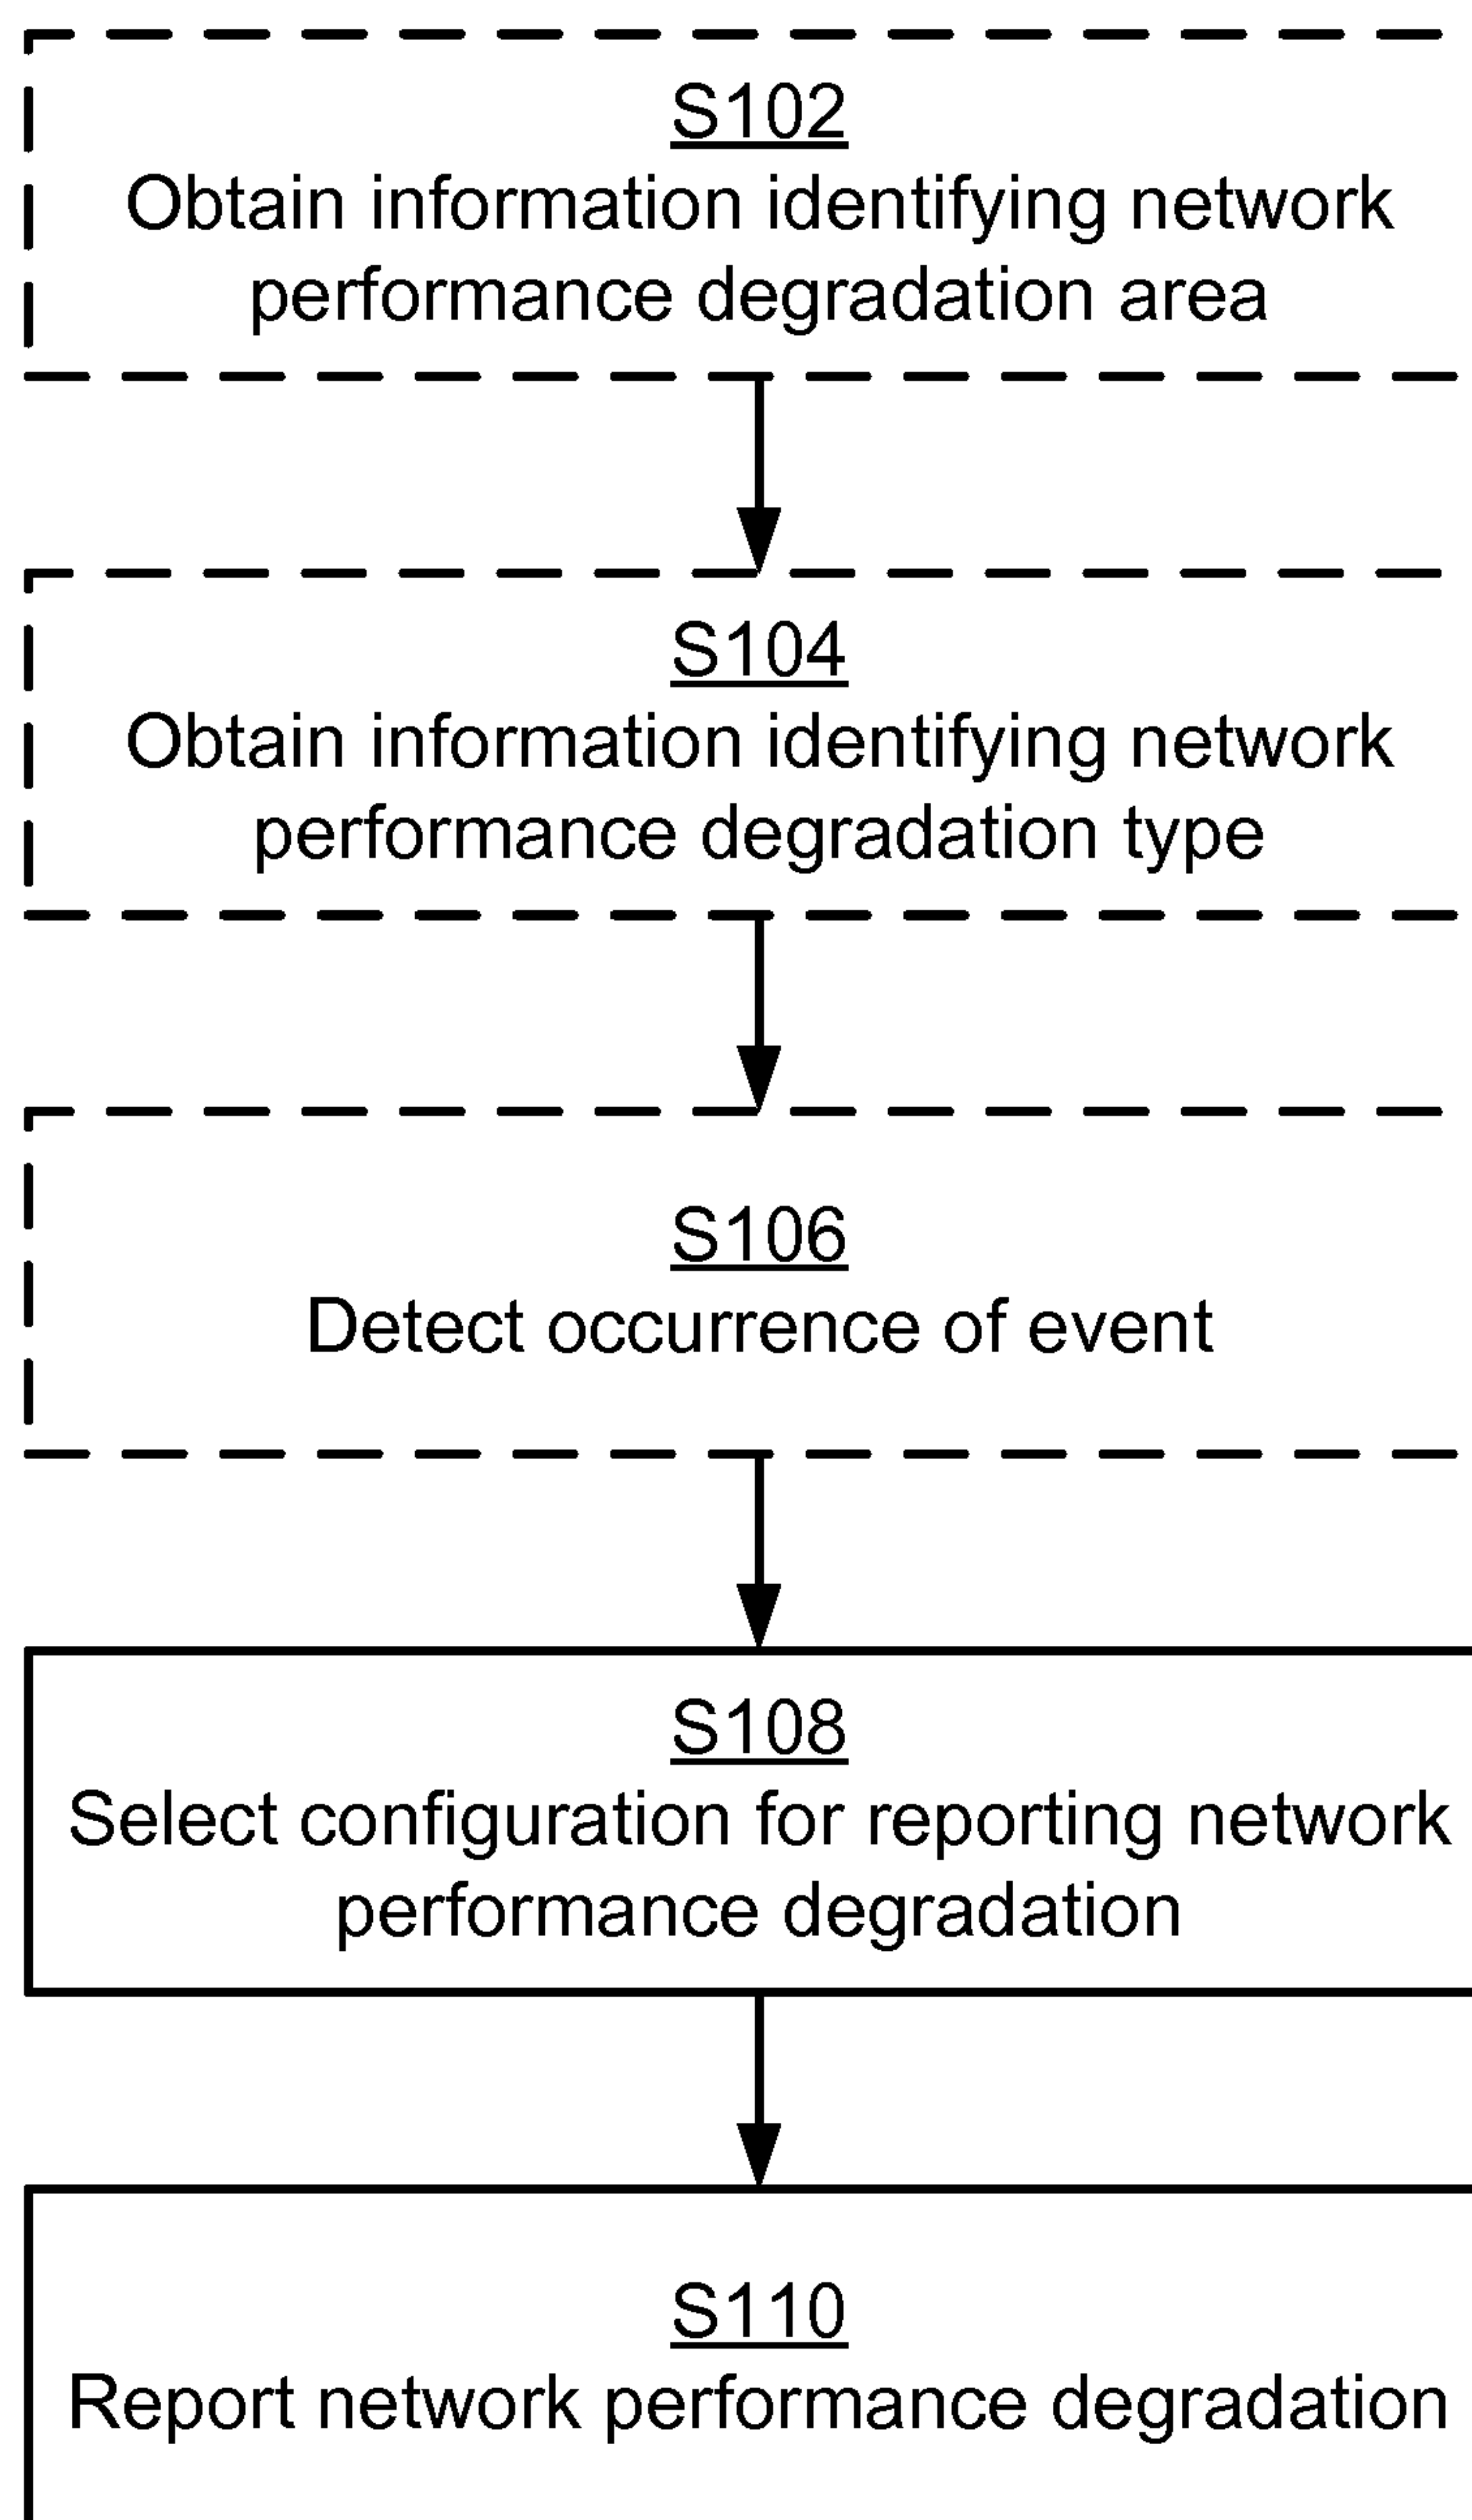 S102
Obtain information identifying network
performance degradation area
S104
Obtain information identifying network
performance degradation type
S106
Detect occurrence of event
S108
Select configuration for reporting network
performance degradation
S110
Report network performance degradation